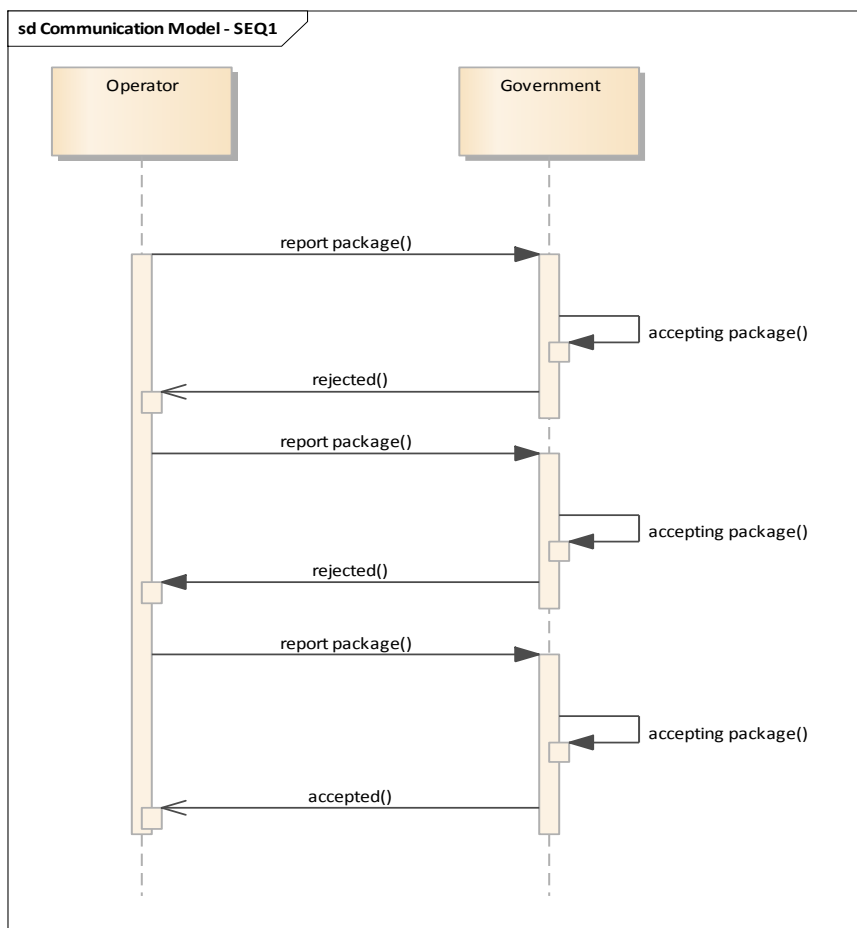 sd Communication Model - SEQ1
Operator
Government
report package()
accepting package()
rejected()
report package()
accepting package()
rejected()
report package()
accepting package()
accepted()